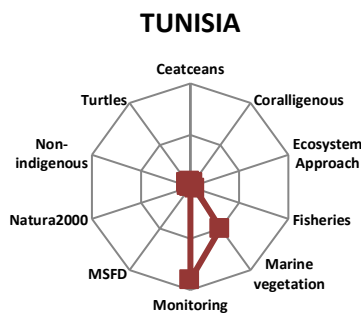 TUNISIA
Ceatceans
Turtles
Coralligenous
Non-
indigenous
Ecosystem
Approach
Natura2000
Fisheries
MSFD
Marine
vegetation
Monitoring